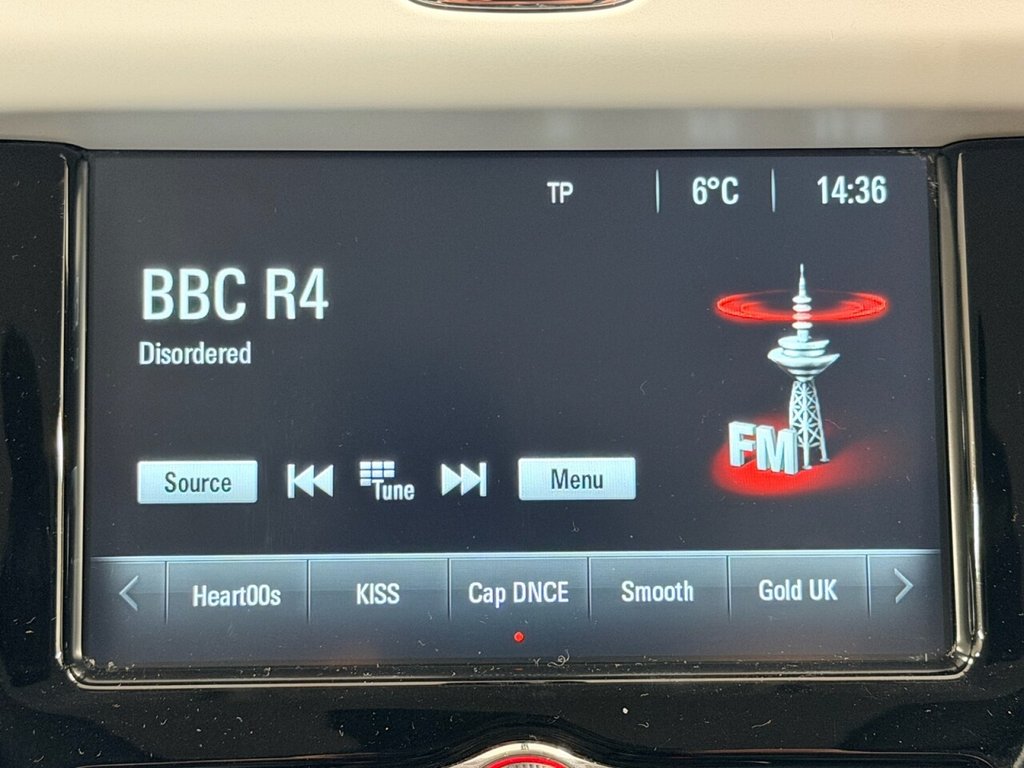 TP 6°C 14:36
BBC R4
Disordered
FM
Source Tune Menu
Heart00s KISS Cap DNCE Smooth Gold UK